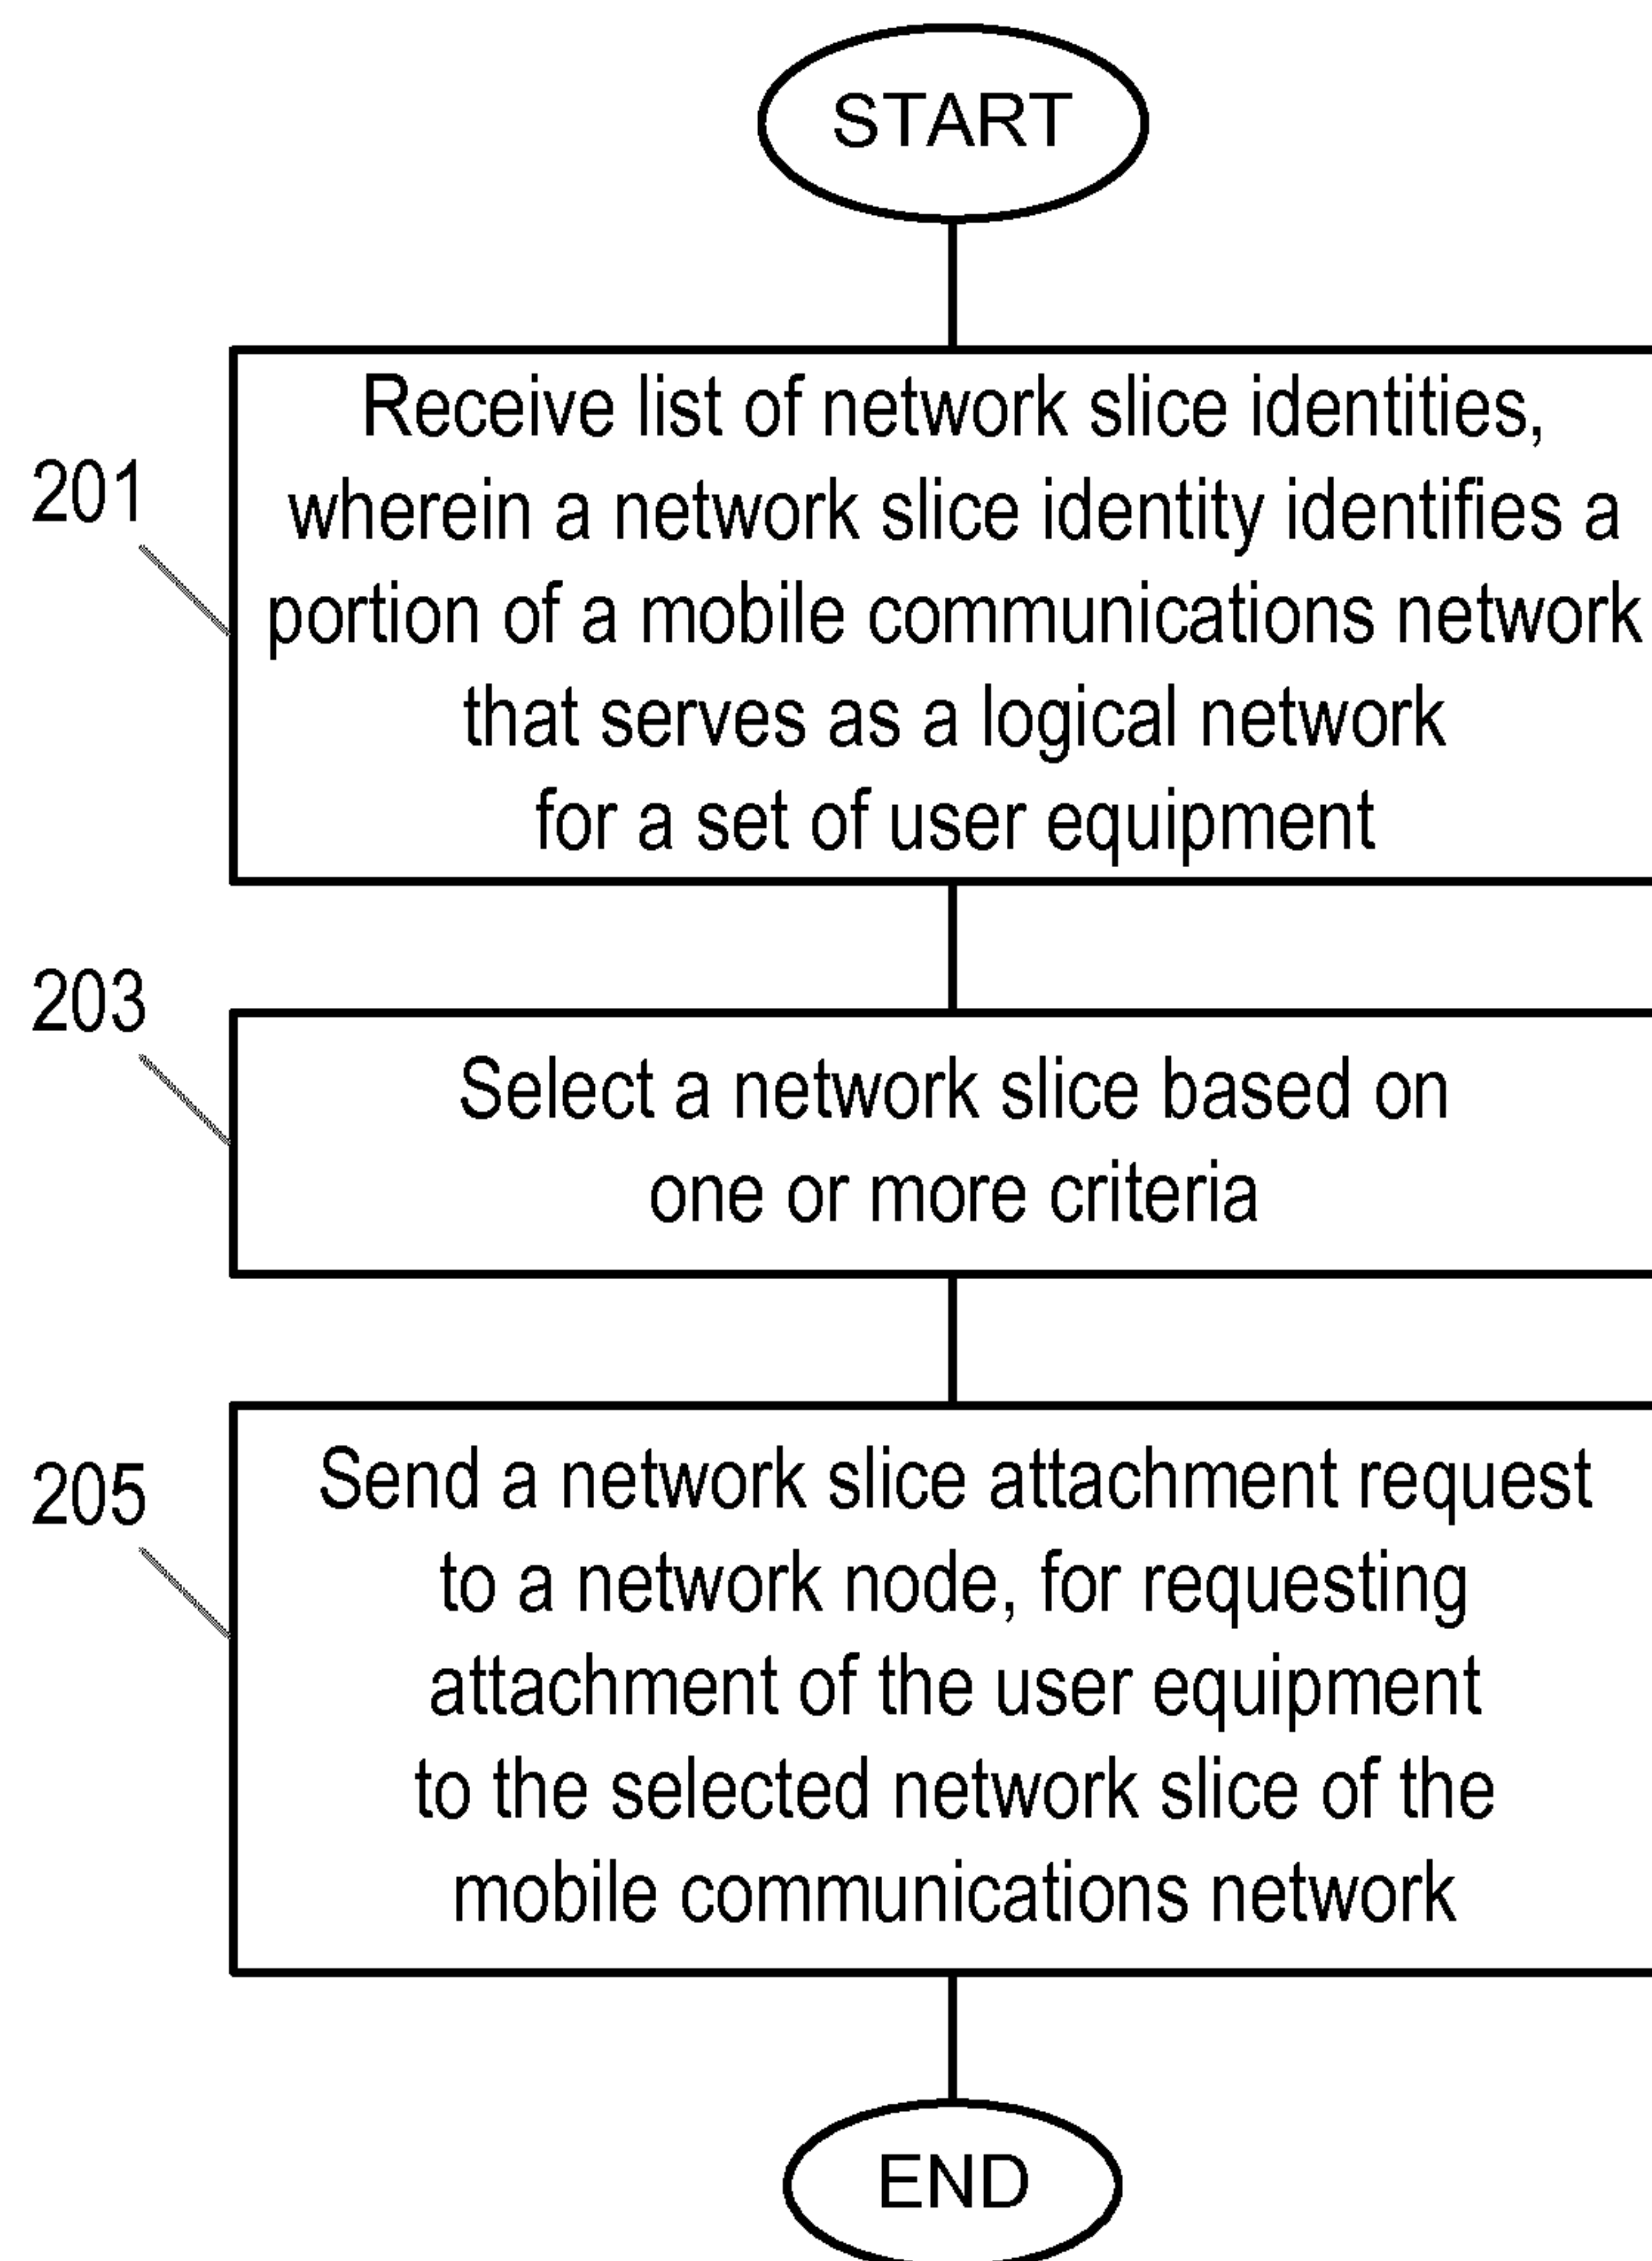 START
201
Receive list of network slice identities,
wherein a network slice identity identifies a
portion of a mobile communications network
that serves as a logical network
for a set of user equipment
203
Select a network slice based on
one or more criteria
205
Send a network slice attachment request
to a network node, for requesting
attachment of the user equipment
to the selected network slice of the
mobile communications network
END